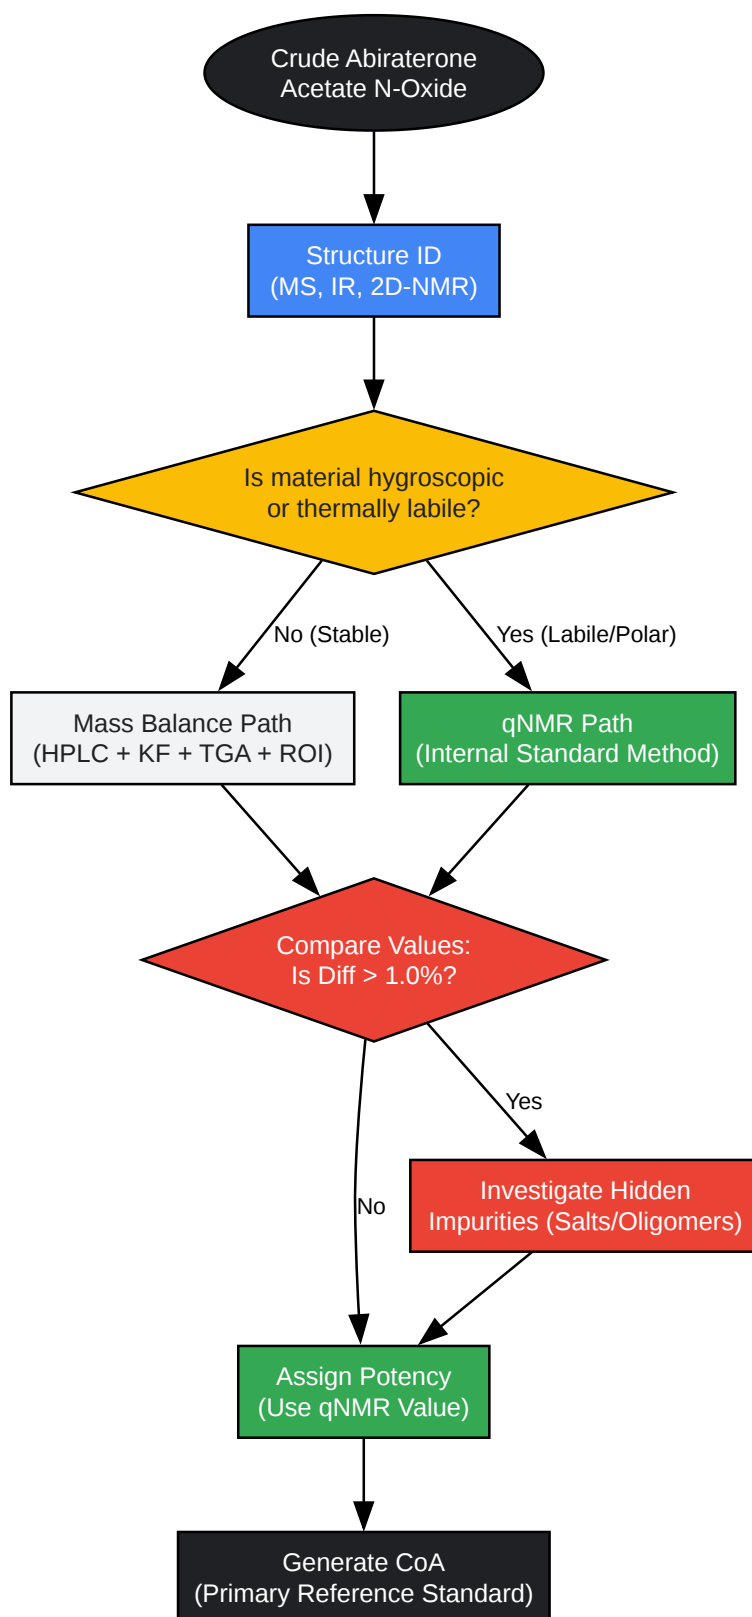 Crude Abiraterone
Acetate N-Oxide
Structure ID
(MS, IR, 2D-NMR)
Is material hygroscopic
or thermally labile?
No (Stable)
Yes (Labile/Polar)
Mass Balance Path
(HPLC + KF + TGA + ROI)
qNMR Path
(Internal Standard Method)
Compare Values:
Is Diff > 1.0%?
Yes
Investigate Hidden
Impurities (Salts/Oligomers)
No
Assign Potency
(Use qNMR Value)
Generate CoA
(Primary Reference Standard)